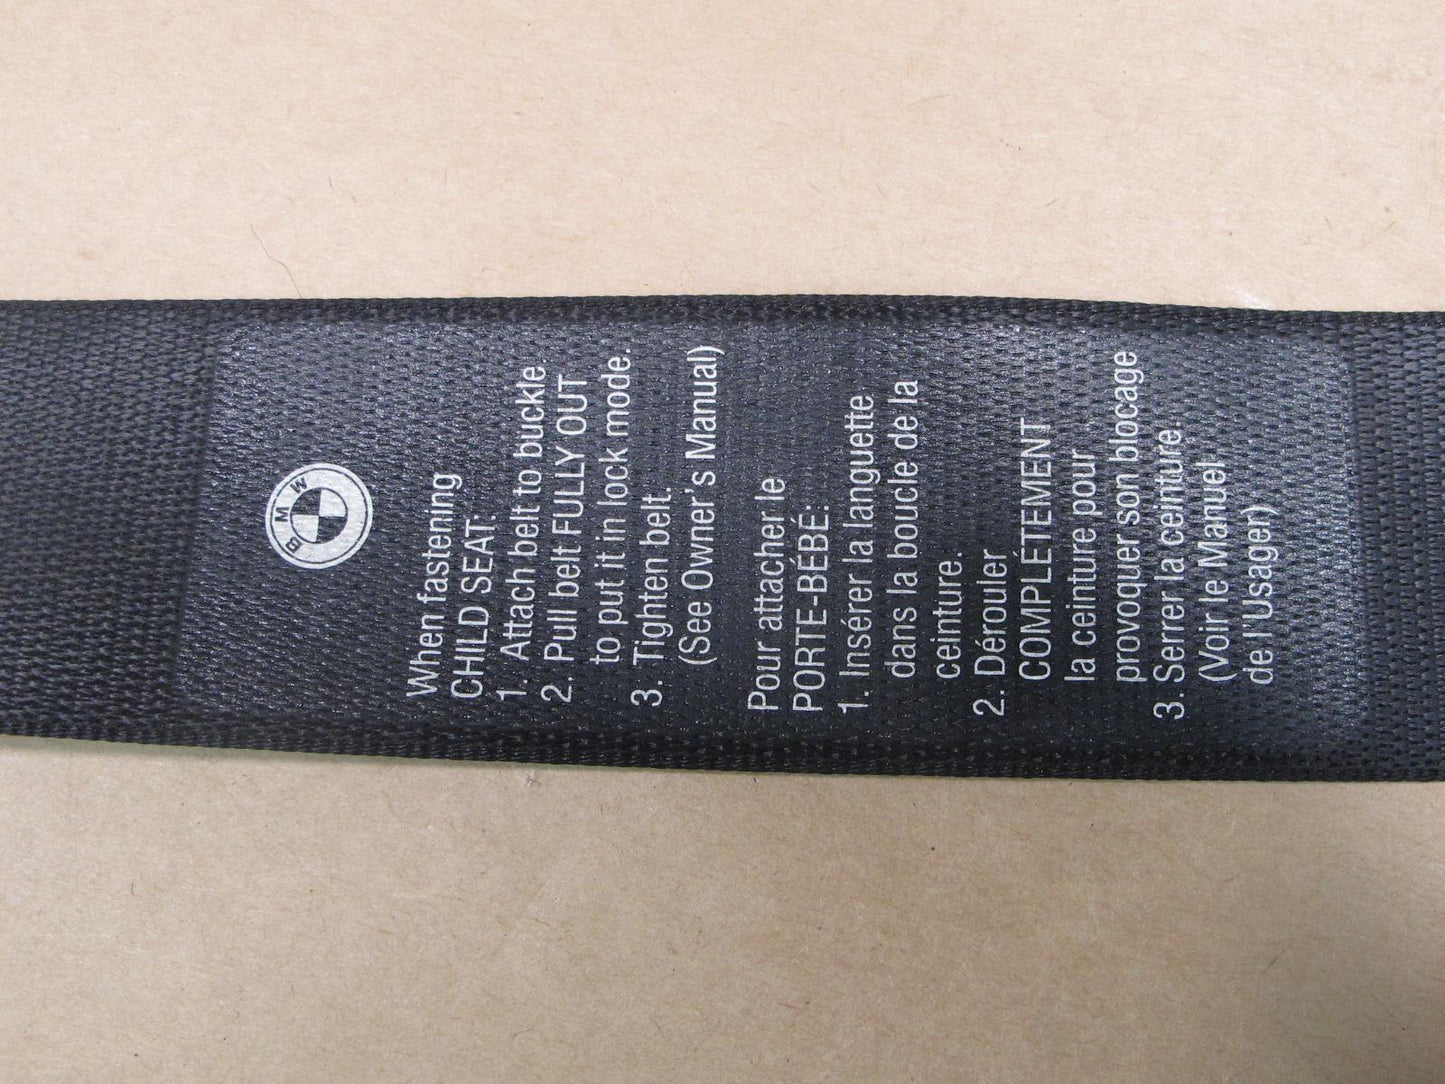 BMW
When fastening
CHILD SEAT.
1. Attach belt to buckle.
2. Pull belt FULLY OUT
to put it in lock mode.
3. Tighten belt.
(See Owner's Manual)
Pour attacher le
PORTE-BÉBÉ:
1. Insérer la languette
dans la boucle de la
ceinture.
2. Dérouler
COMPLÉTEMENT
la ceinture pour
provoquer son blocage
3. Serrer la ceinture.
(Voir le Manuel
de l'Usager)